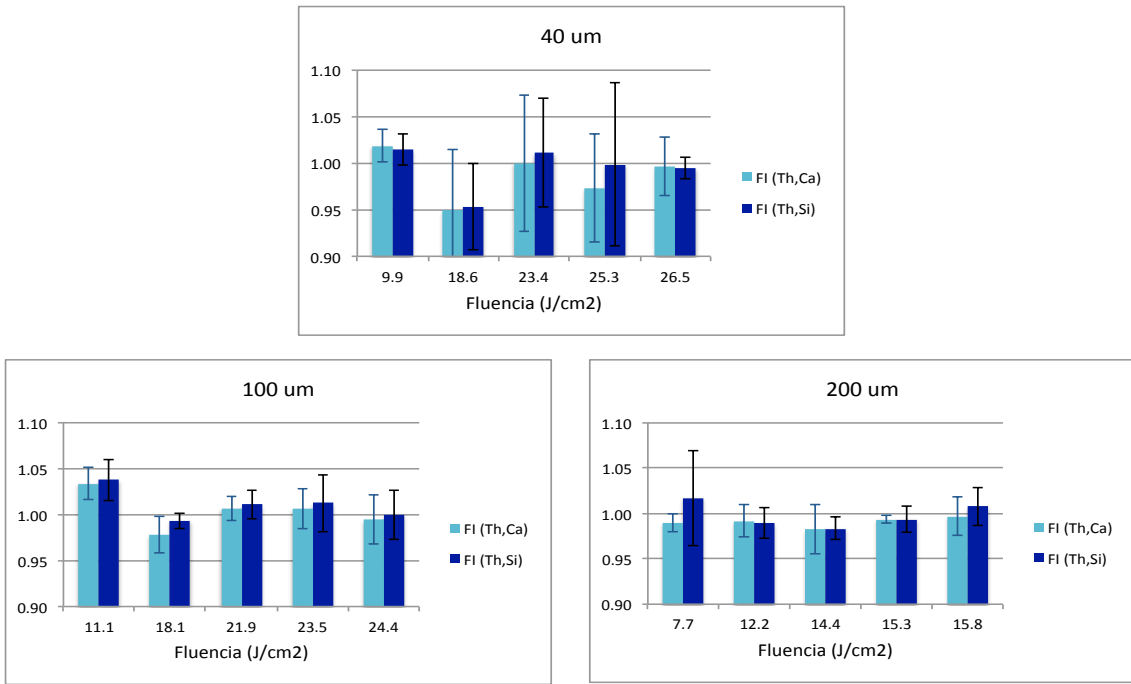 40 um
1.10
1.05
1.00
0.95
0.90
9.9 18.6 23.4 25.3 26.5
Fluencia (J/cm2)
FI (Th,Ca)
FI (Th,Si)
100 um
1.10
1.05
1.00
0.95
0.90
11.1 18.1 21.9 23.5 24.4
Fluencia (J/cm2)
FI (Th,Ca)
FI (Th,Si)
200 um
1.10
1.05
1.00
0.95
0.90
7.7 12.2 14.4 15.3 15.8
Fluencia (J/cm2)
FI (Th,Ca)
FI (Th,Si)